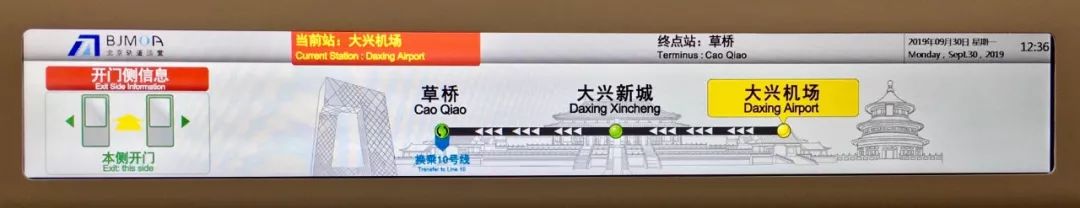 BJMOA
北京轨道运营
当前站：大兴机场
Current Station : Daxing Airport
终点站：草桥
Terminus : Cao Qiao
2019年09月30日 星期一
Monday , Sept.30 , 2019
12:36
开门侧信息
Exit Side Information
本侧开门
Exit: this side
草桥
Cao Qiao
换乘10号线
Transfer to Line 10
大兴新城
Daxing Xincheng
大兴机场
Daxing Airport